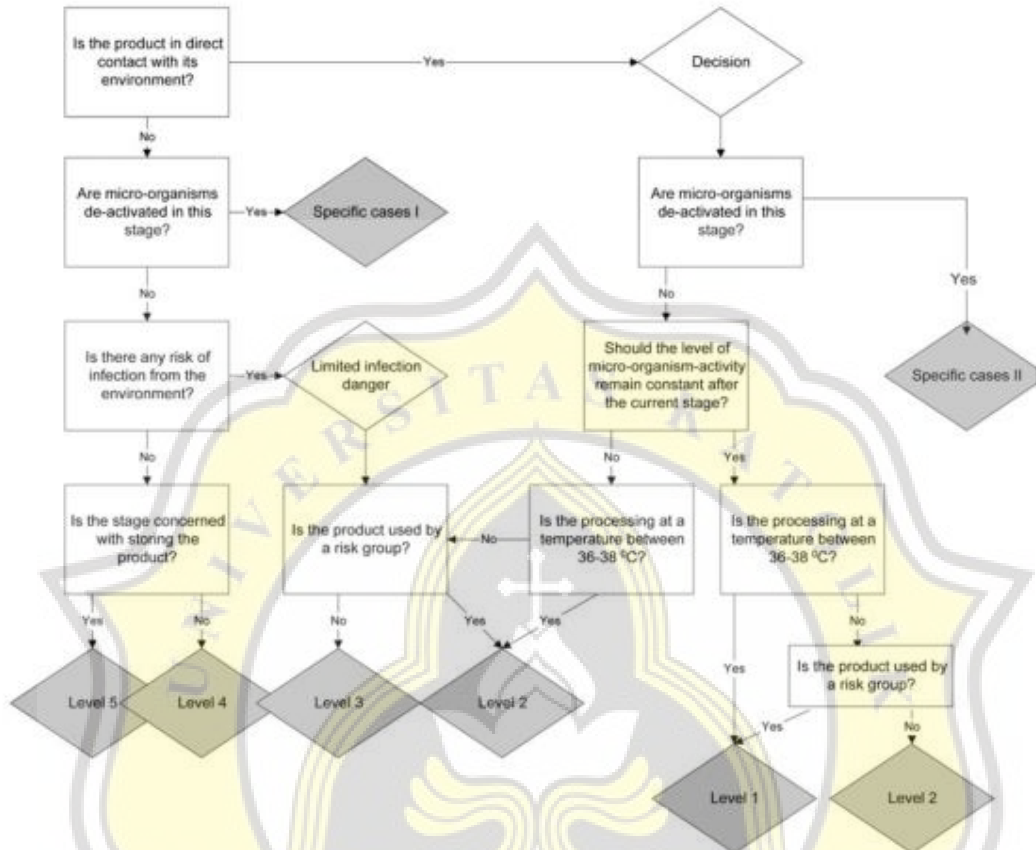 Is the product in direct
contact with its
environment?
Yes
Decision
No
Are micro-organisms
de-activated in this
stage?
Yes
Specific cases I
Are micro-organisms
de-activated in this
stage?
Yes
No
No
Is there any risk of
infection from the
environment?
Yes
Limited infection
danger
Should the level of
micro-organism-activity
remain constant after
the current stage?
Specific cases II
No
No
Yes
Is the stage concerned
with storing the
product?
Is the product used by
a risk group?
No
Is the processing at a
temperature between
36-38 ⁰C?
Is the processing at a
temperature between
36-38 ⁰C?
Yes
No
No
Yes
Yes
No
Yes
Is the product used by
a risk group?
Level 5
Level 4
Level 3
Level 2
Yes
No
Level 1
Level 2
UNIVERSITAS KATOLIK